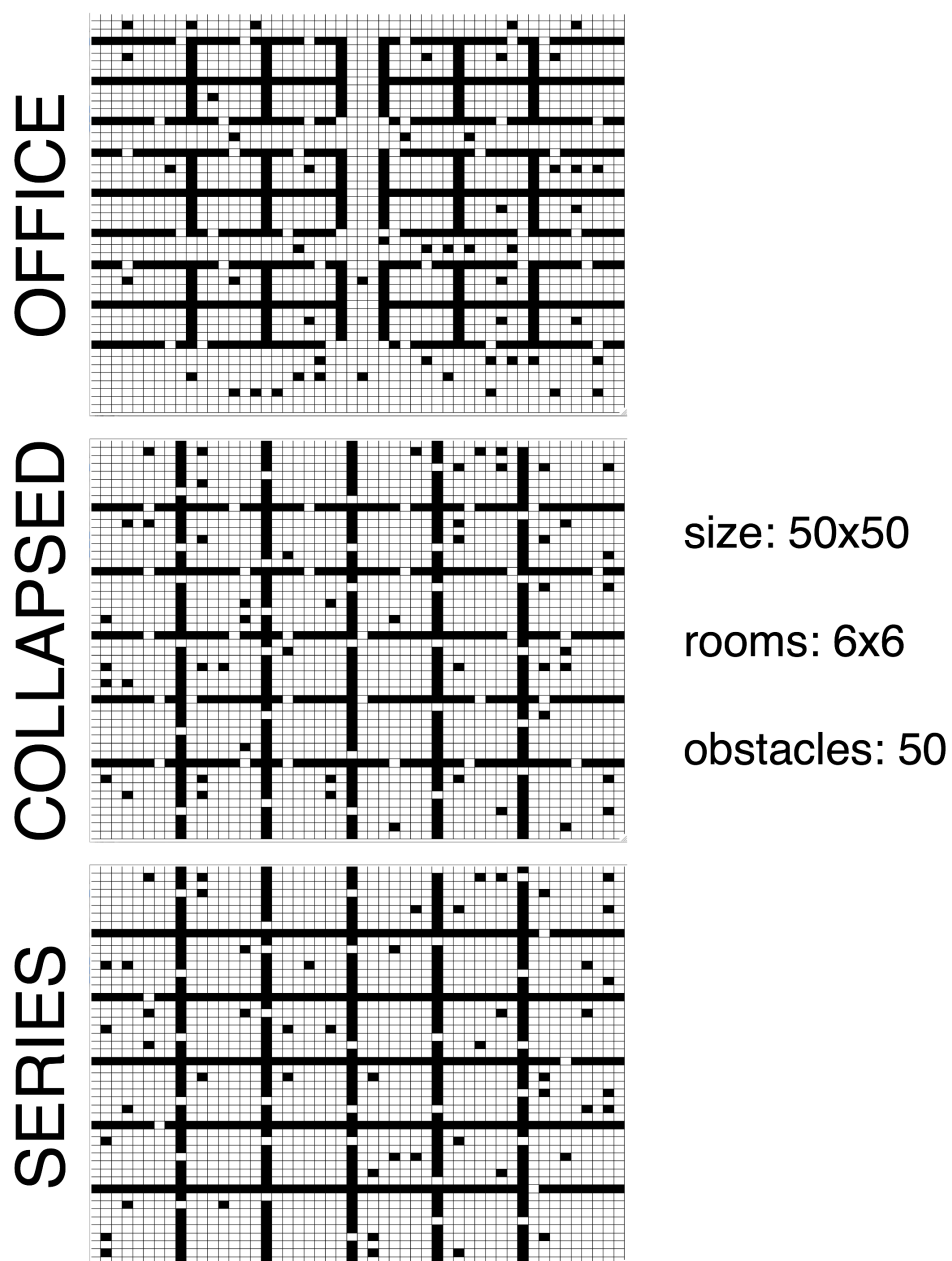 OFFICE
COLLAPSED
SERIES
size: 50x50
rooms: 6x6
obstacles: 50